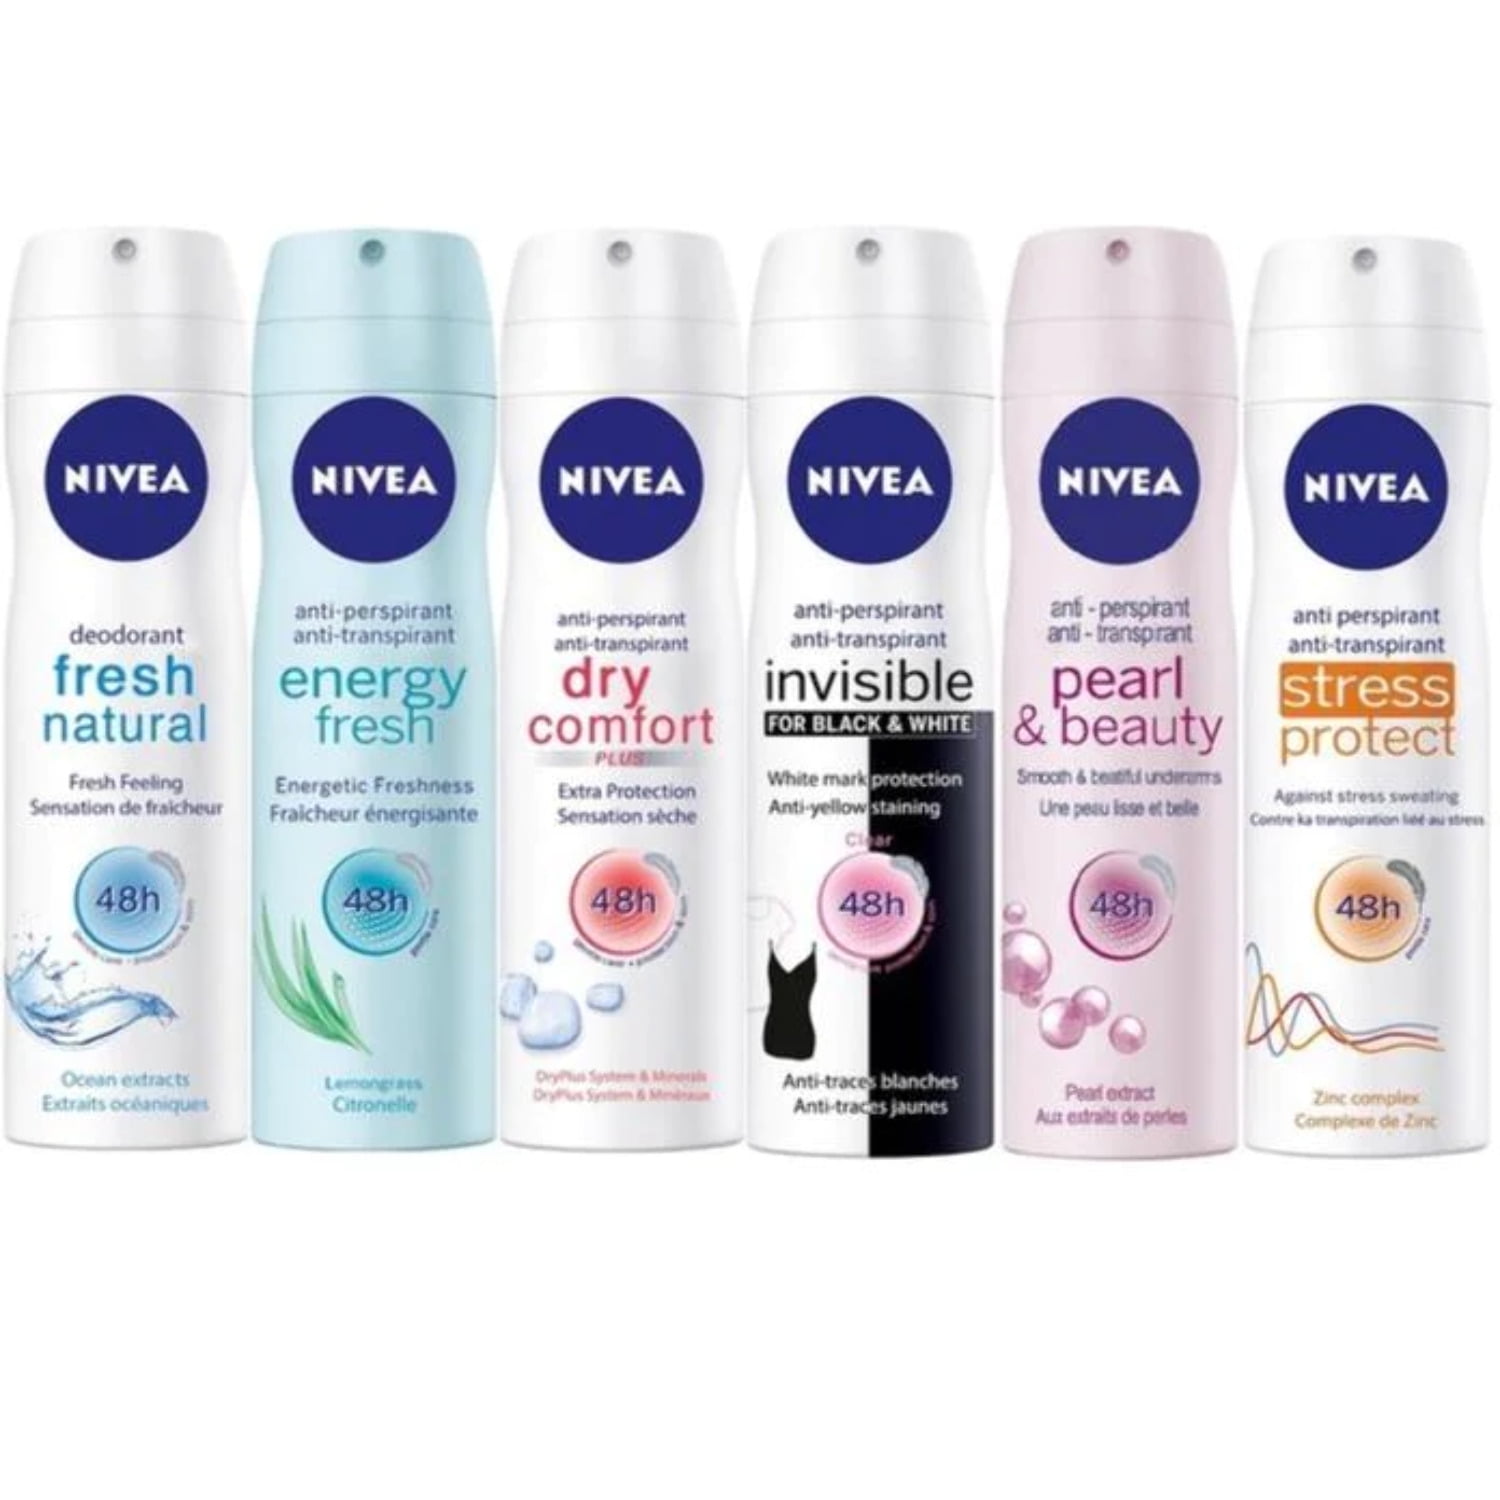 NIVEA
deodorant
fresh
natural
Fresh Feeling
Sensation de fraîcheur
48h
Ocean extracts
Extraits océaniques
NIVEA
anti-perspirant
anti-transpirant
energy
fresh
Energetic Freshness
Fraîcheur énergisante
48h
Lemongrass
Citronelle
NIVEA
anti-perspirant
anti-transpirant
dry
comfort
PLUS
Extra Protection
Sensation sèche
48h
DryPlus System & Minerals
DryPlus System & Minéraux
NIVEA
anti-perspirant
anti-transpirant
invisible
FOR BLACK & WHITE
White mark protection
Anti-yellow staining
Clear
48h
Anti-traces blanches
Anti-traces jaunes
NIVEA
anti - perspirant
anti - transpirant
pearl
& beauty
Smooth & beatiful underarms
Une peau lisse et belle
48h
Pearl extract
Aux extraits de perles
NIVEA
anti perspirant
anti-transpirant
stress
protect
Against stress sweating
Contre ka transpiration liéé au stress
48h
Zinc complex
Complexe de Zinc